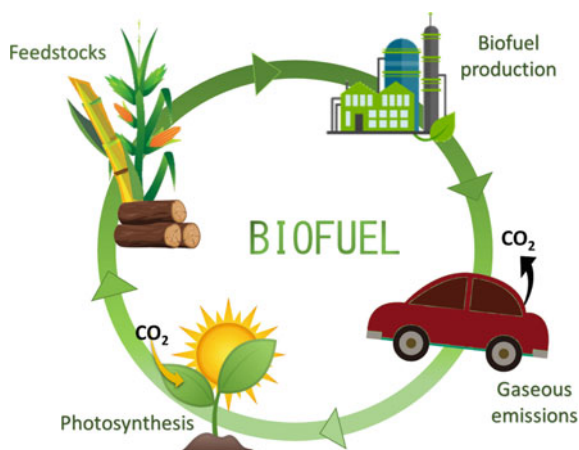 Feedstocks
Biofuel
production
BIOFUEL
CO₂
CO₂
Photosynthesis
Gaseous
emissions